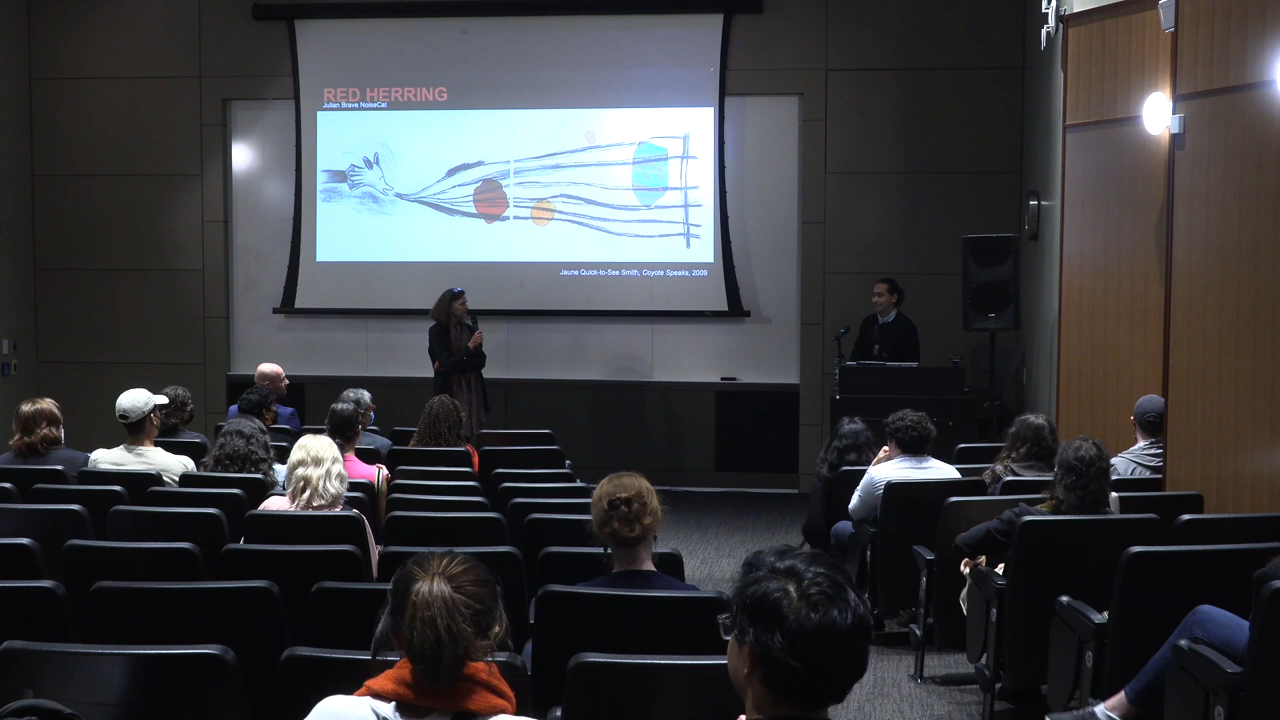 RED HERRING
Julian Brave NoiseCat
Jaune Quick-to-See Smith, Coyote Speaks, 2009